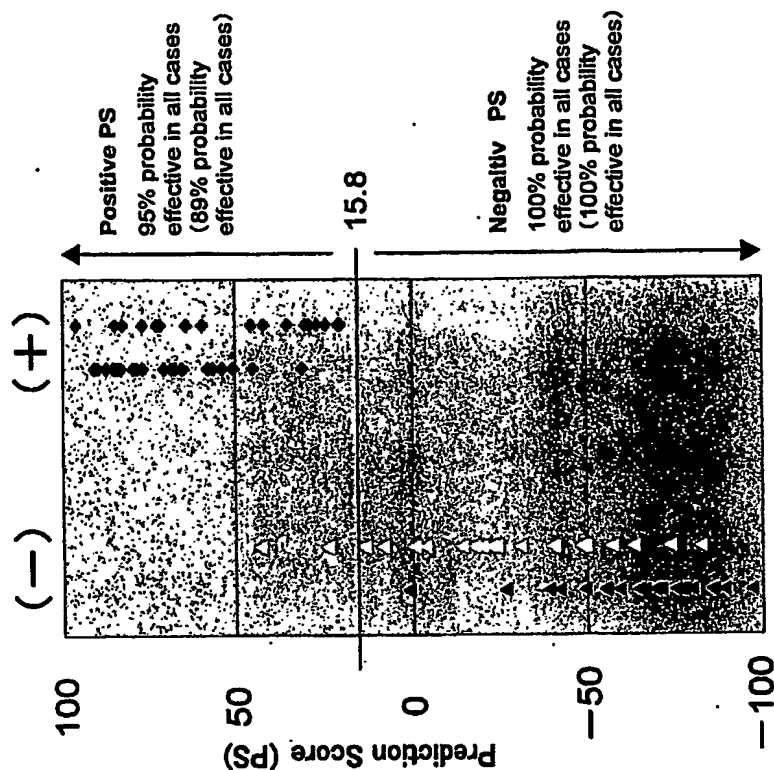 (−) (+)
100
50
0
−50
−100
Prediction Score (PS)
15.8
Positive PS
95% probability
effective in all cases
(89% probability
effective in all cases)
Negaltiv PS
100% probability
effective in all cases
(100% probability
effective in all cases)